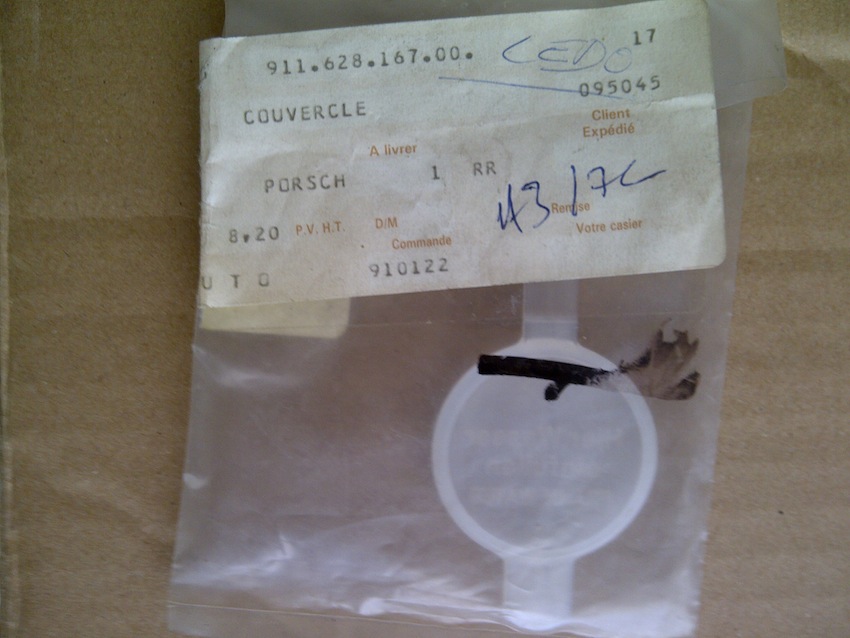 911.628.167.00. 17
095045
COUVERCLE
Client
Expédié
A livrer
PORSCH 1 RR
Remise
8,20 P.V.H.T. D/M
Votre casier
Commande
910122
U T O